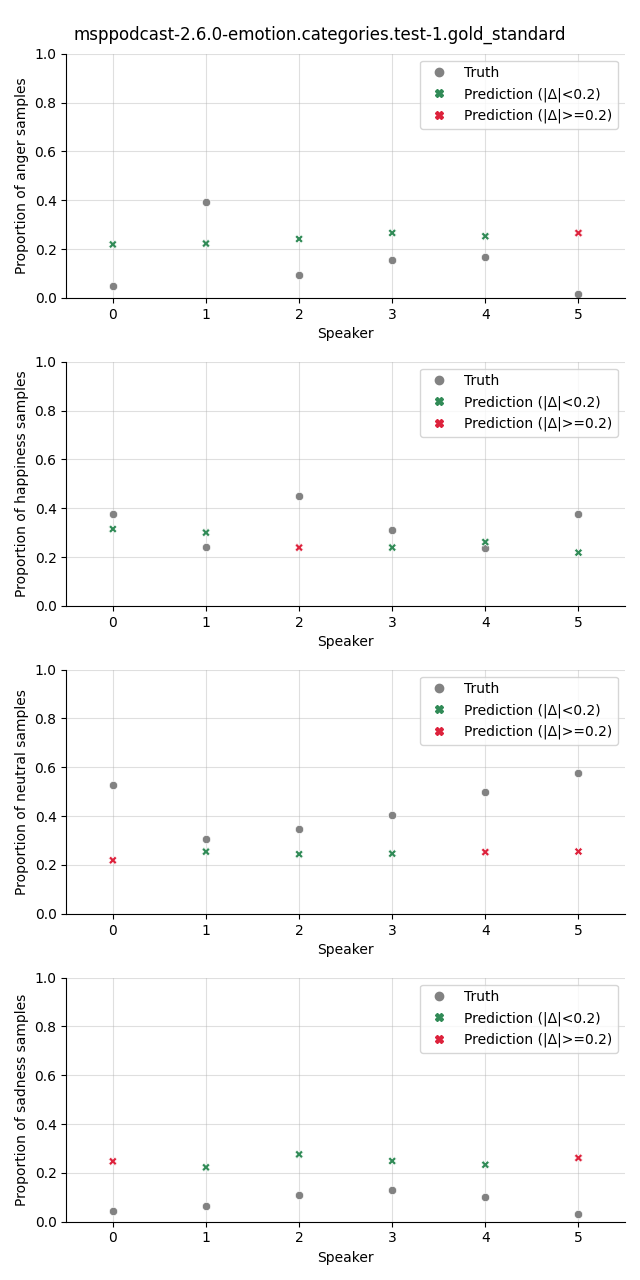 msppodcast-2.6.0-emotion.categories.test-1.gold_standard
1.0
0.8
0.6
0.4
0.2
0.0
Proportion of anger samples
Truth
Prediction (|Δ|<0.2)
Prediction (|Δ|>=0.2)
0 1 2 3 4 5
Speaker
1.0
0.8
0.6
0.4
0.2
0.0
Proportion of happiness samples
Truth
Prediction (|Δ|<0.2)
Prediction (|Δ|>=0.2)
0 1 2 3 4 5
Speaker
1.0
0.8
0.6
0.4
0.2
0.0
Proportion of neutral samples
Truth
Prediction (|Δ|<0.2)
Prediction (|Δ|>=0.2)
0 1 2 3 4 5
Speaker
1.0
0.8
0.6
0.4
0.2
0.0
Proportion of sadness samples
Truth
Prediction (|Δ|<0.2)
Prediction (|Δ|>=0.2)
0 1 2 3 4 5
Speaker